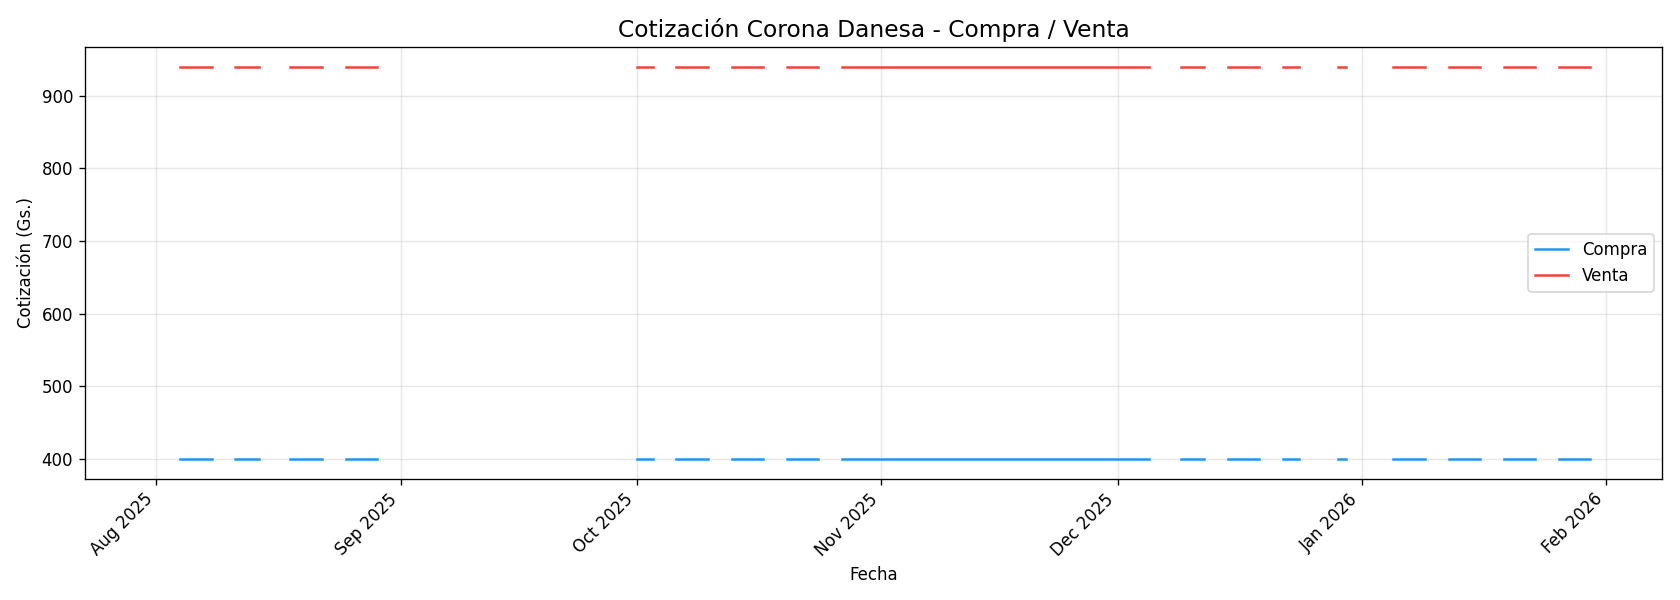 Cotización Corona Danesa - Compra / Venta
Cotización (Gs.)
900
800
700
600
500
400
Compra
Venta
Aug 2025
Sep 2025
Oct 2025
Nov 2025
Dec 2025
Jan 2026
Feb 2026
Fecha